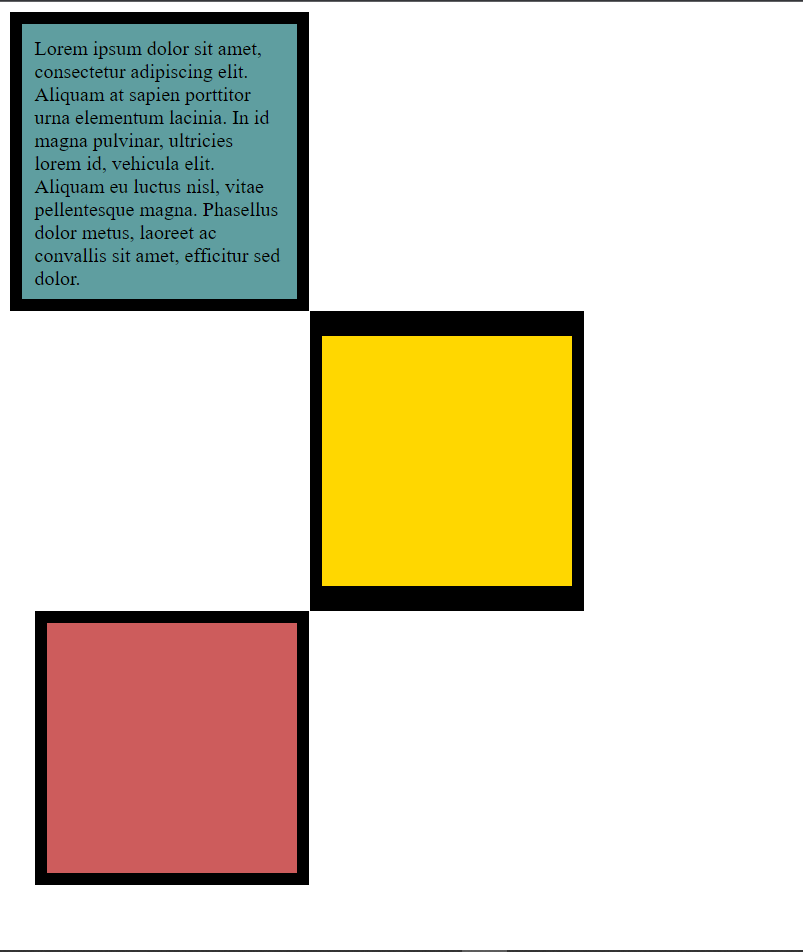 Lorem ipsum dolor sit amet,
consectetur adipiscing elit.
Aliquam at sapien porttitor
urna elementum lacinia. In id
magna pulvinar, ultricies
lorem id, vehicula elit.
Aliquam eu luctus nisl, vitae
pellentesque magna. Phasellus
dolor metus, laoreet ac
convallis sit amet, efficitur sed
dolor.